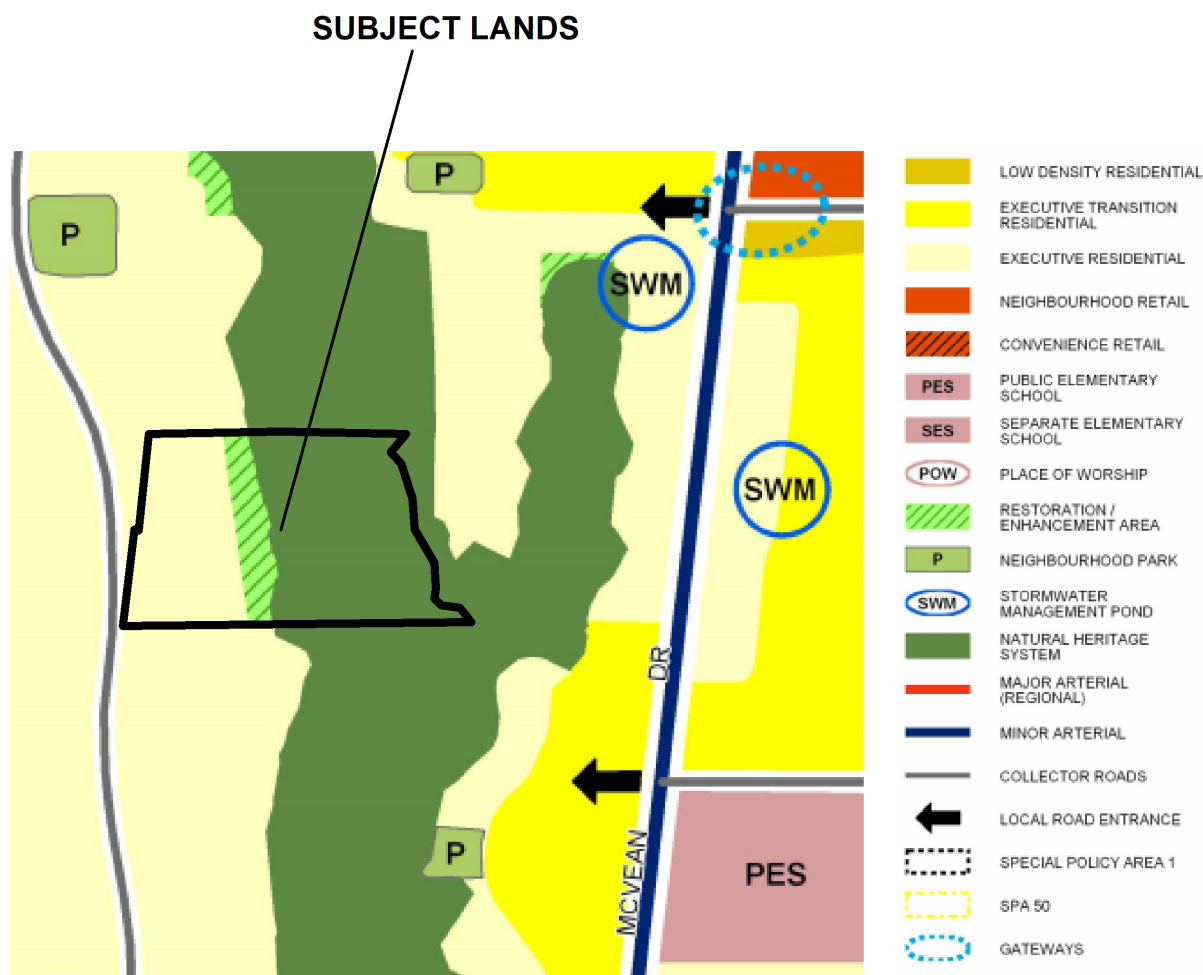 SUBJECT LANDS
P
P
SWM
SWM
DR
MCVEAN
P
PES
LOW DENSITY RESIDENTIAL
EXECUTIVE TRANSITION
RESIDENTIAL
EXECUTIVE RESIDENTIAL
NEIGHBOURHOOD RETAIL
CONVENIENCE RETAIL
PES
PUBLIC ELEMENTARY
SCHOOL
SES
SEPARATE ELEMENTARY
SCHOOL
POW
PLACE OF WORSHIP
RESTORATION /
ENHANCEMENT AREA
P
NEIGHBOURHOOD PARK
SWM
STORMWATER
MANAGEMENT POND
NATURAL HERITAGE
SYSTEM
MAJOR ARTERIAL
(REGIONAL)
MINOR ARTERIAL
COLLECTOR ROADS
LOCAL ROAD ENTRANCE
SPECIAL POLICY AREA 1
SPA 50
GATEWAYS